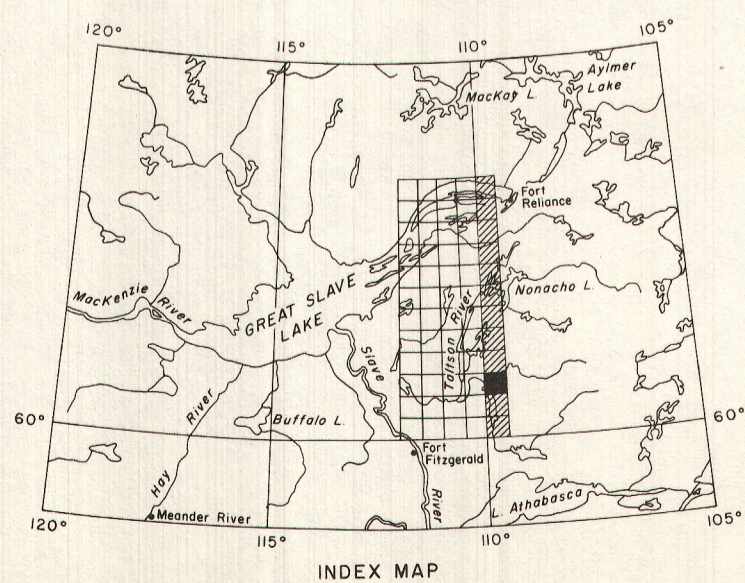 120°
115°
110°
105°
Aylmer
Lake
MacKay L.
Fort
Reliance
MacKenzie
River
GREAT SLAVE
LAKE
Nonacho L.
Taltson River
Slave
River
Hay River
Buffalo L.
60°
60°
Fort
Fitzgerald
L. Athabasca
Meander River
120°
115°
110°
105°
INDEX MAP